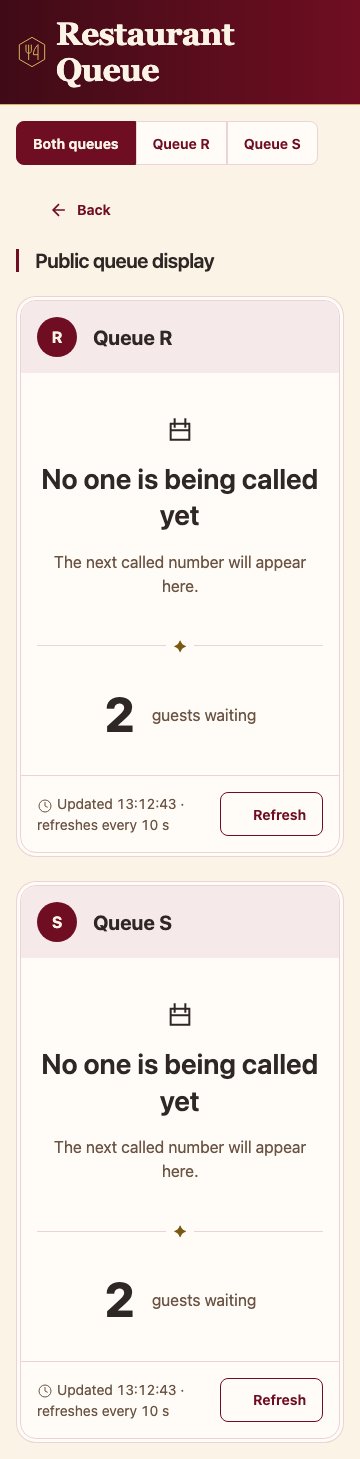 Restaurant
Queue
Both queues
Queue R
Queue S
Back
Public queue display
R
Queue R
No one is being called
yet
The next called number will appear
here.
2
guests waiting
Updated 13:12:43 ·
refreshes every 10 s
Refresh
S
Queue S
No one is being called
yet
The next called number will appear
here.
2
guests waiting
Updated 13:12:43 ·
refreshes every 10 s
Refresh